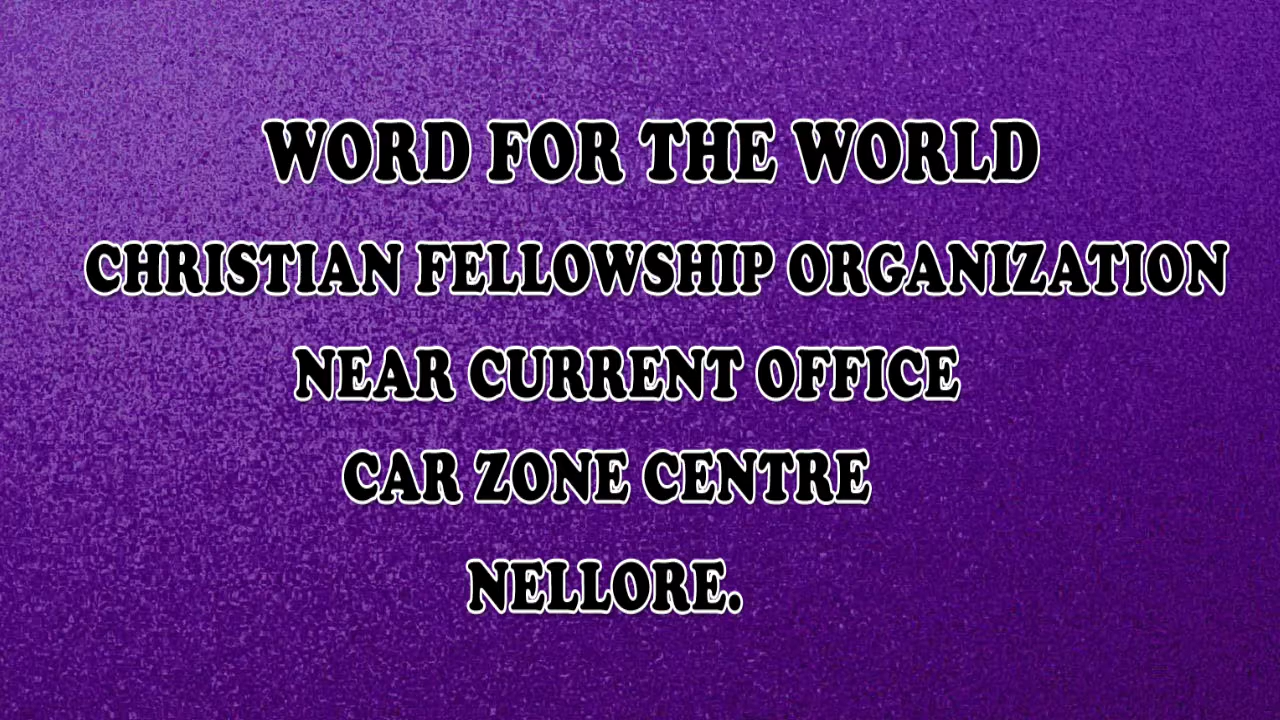 WORD FOR THE WORLD
CHRISTIAN FELLOWSHIP ORGANIZATION
NEAR CURRENT OFFICE
CAR ZONE CENTRE
NELLORE.